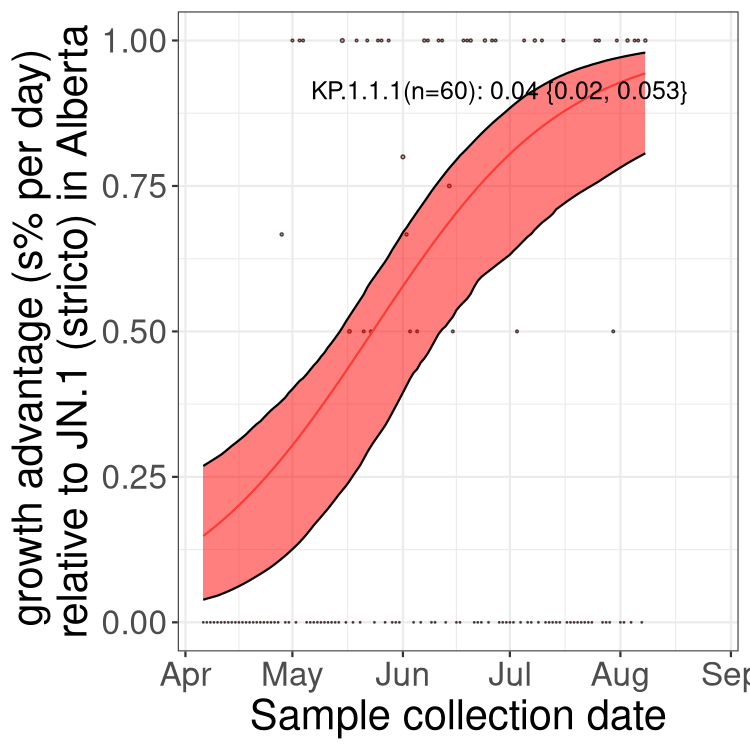 growth advantage (s% per day)
relative to JN.1 (stricto) in Alberta
1.00
0.75
0.50
0.25
0.00
KP.1.1.1(n=60): 0.04 {0.02, 0.053}
Apr May Jun Jul Aug Sep
Sample collection date